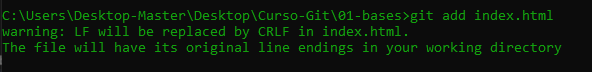 C:\Users\Desktop-Master\Desktop\Curso-Git\01-bases>git add index.html
warning: LF will be replaced by CRLF in index.html.
The file will have its original line endings in your working directory